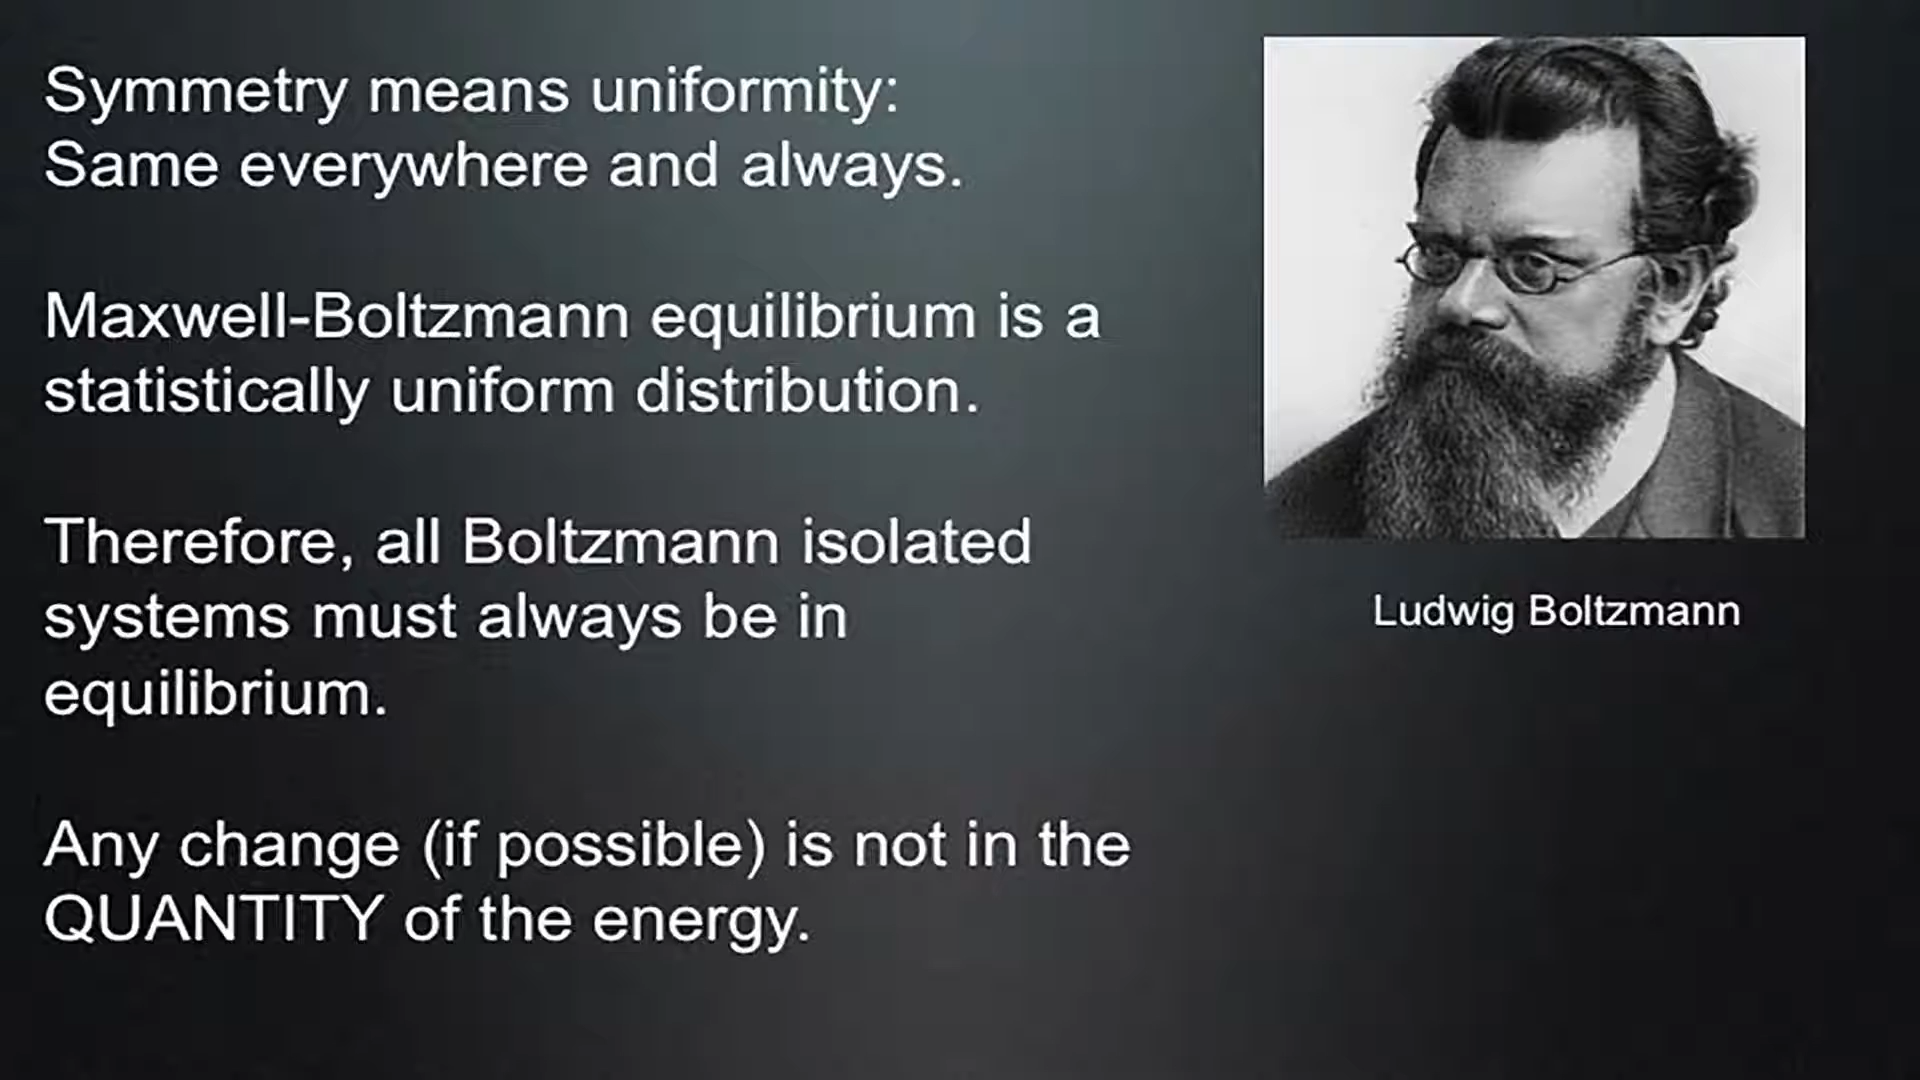 Symmetry means uniformity:
Same everywhere and always.
Maxwell-Boltzmann equilibrium is a
statistically uniform distribution.
Therefore, all Boltzmann isolated
systems must always be in
equilibrium.
Any change (if possible) is not in the
QUANTITY of the energy.
Ludwig Boltzmann